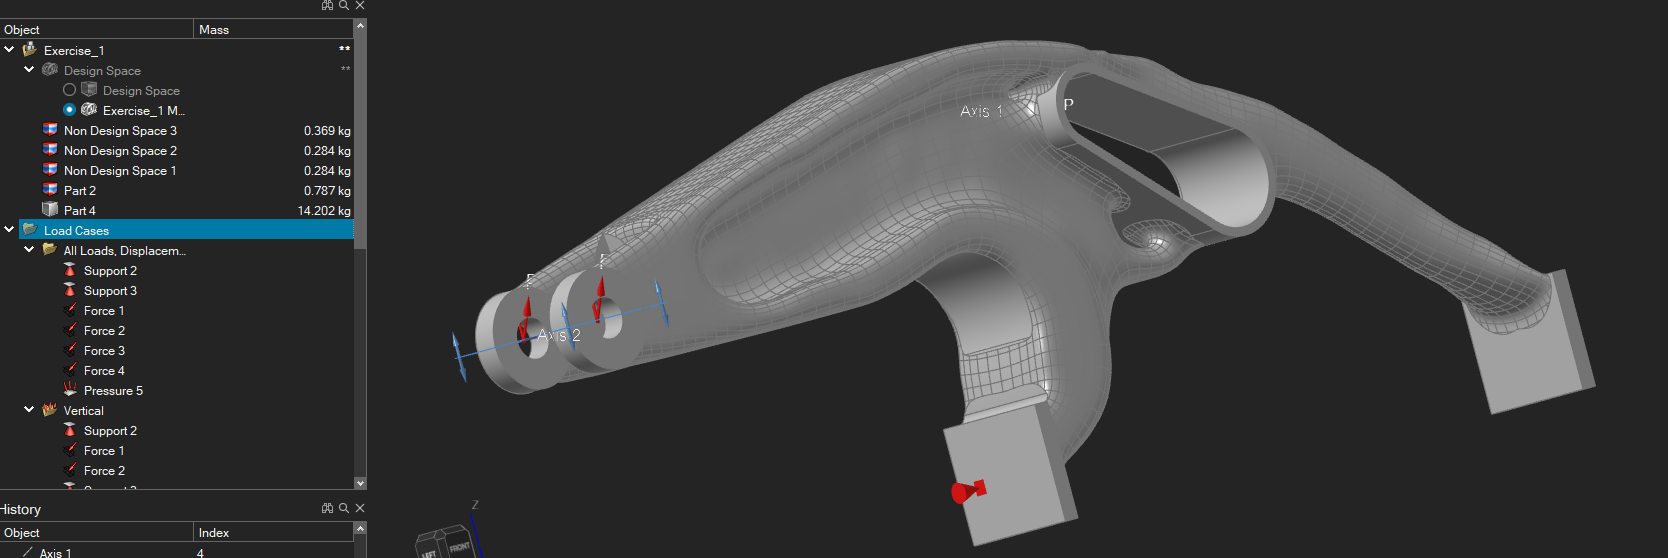 Object Mass
Exercise_1 **
Design Space **
Design Space
Exercise_1 M...
Non Design Space 3 0.369 kg
Non Design Space 2 0.284 kg
Non Design Space 1 0.284 kg
Part 2 0.787 kg
Part 4 14.202 kg
Load Cases
All Loads, Displacem...
Support 2
Support 3
Force 1
Force 2
Force 3
Force 4
Pressure 5
Vertical
Support 2
Force 1
Force 2
History
Object Index
Axis 1 4
Axis 1
P
F
F
Axis 2
Z
LEFT FRONT